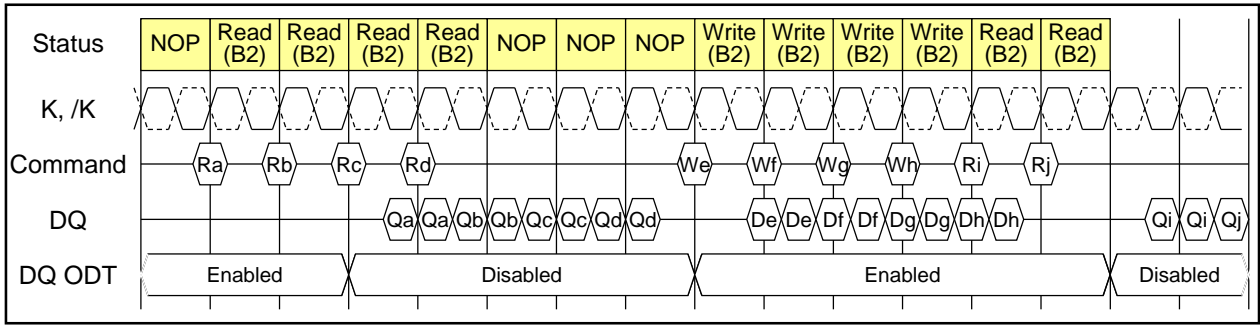 Status NOP Read Read Read Read NOP NOP NOP Write Write Write Write Read Read
(B2) (B2) (B2) (B2) (B2) (B2) (B2) (B2) (B2) (B2)
K, /K
Command Ra Rb Rc Rd We Wf Wg Wh Ri Rj
DQ Qa Qa Qb Qb Qc Qc Qd Qd De De Df Df Dg Dg Dh Dh Qi Qi Qj
DQ ODT Enabled Disabled Enabled Disabled